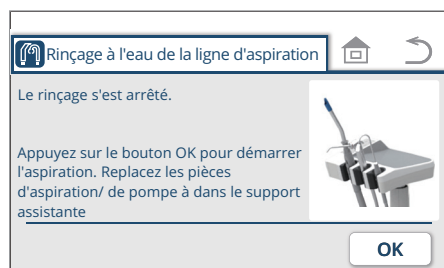 Rinçage à l'eau de la ligne d'aspiration
Le rinçage s'est arrêté.
Appuyez sur le bouton OK pour démarrer
l'aspiration. Replacez les pièces
d'aspiration/ de pompe à dans le support
assistante
OK